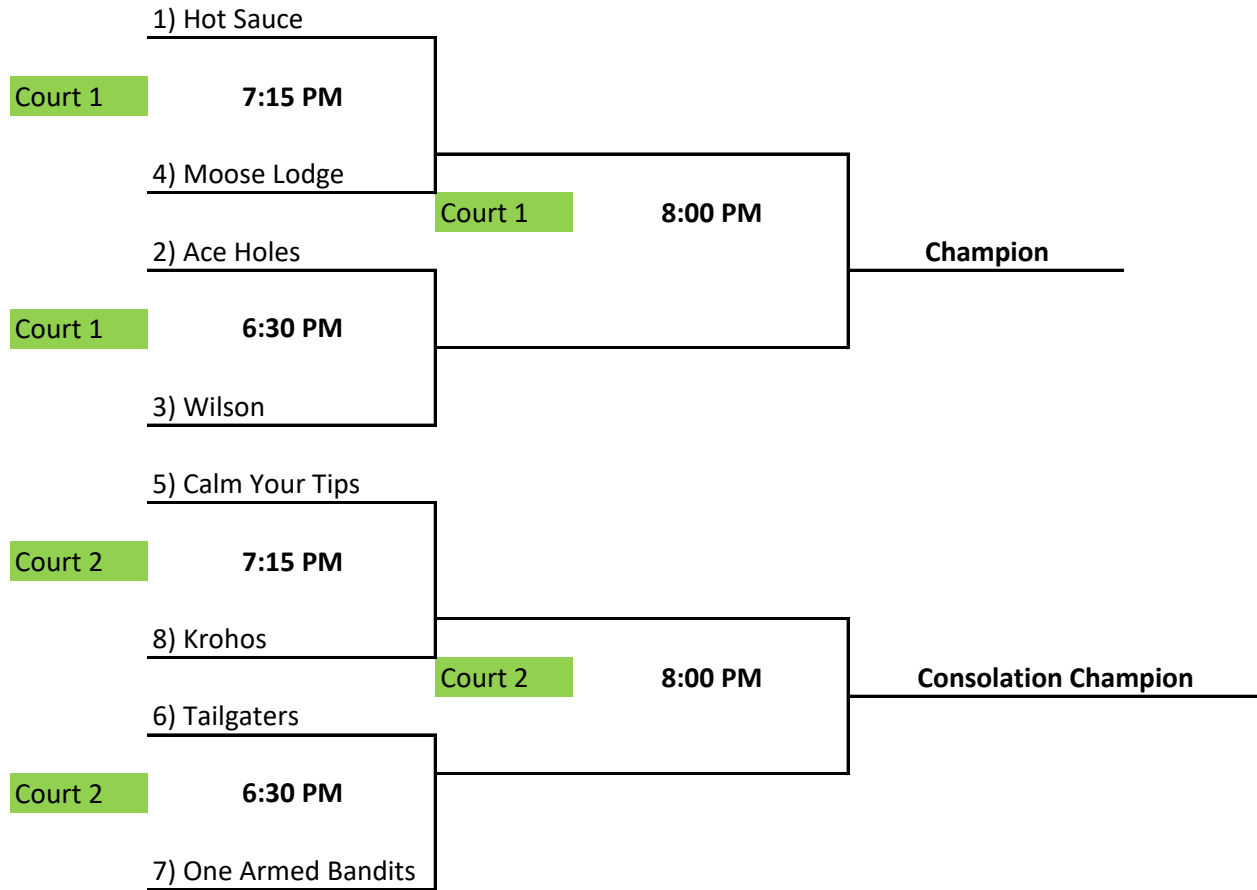 1) Hot Sauce
Court 1 7:15 PM
4) Moose Lodge
Court 1 8:00 PM
2) Ace Holes Champion
Court 1 6:30 PM
3) Wilson
5) Calm Your Tips
Court 2 7:15 PM
8) Krohos
Court 2 8:00 PM Consolation Champion
6) Tailgaters
Court 2 6:30 PM
7) One Armed Bandits